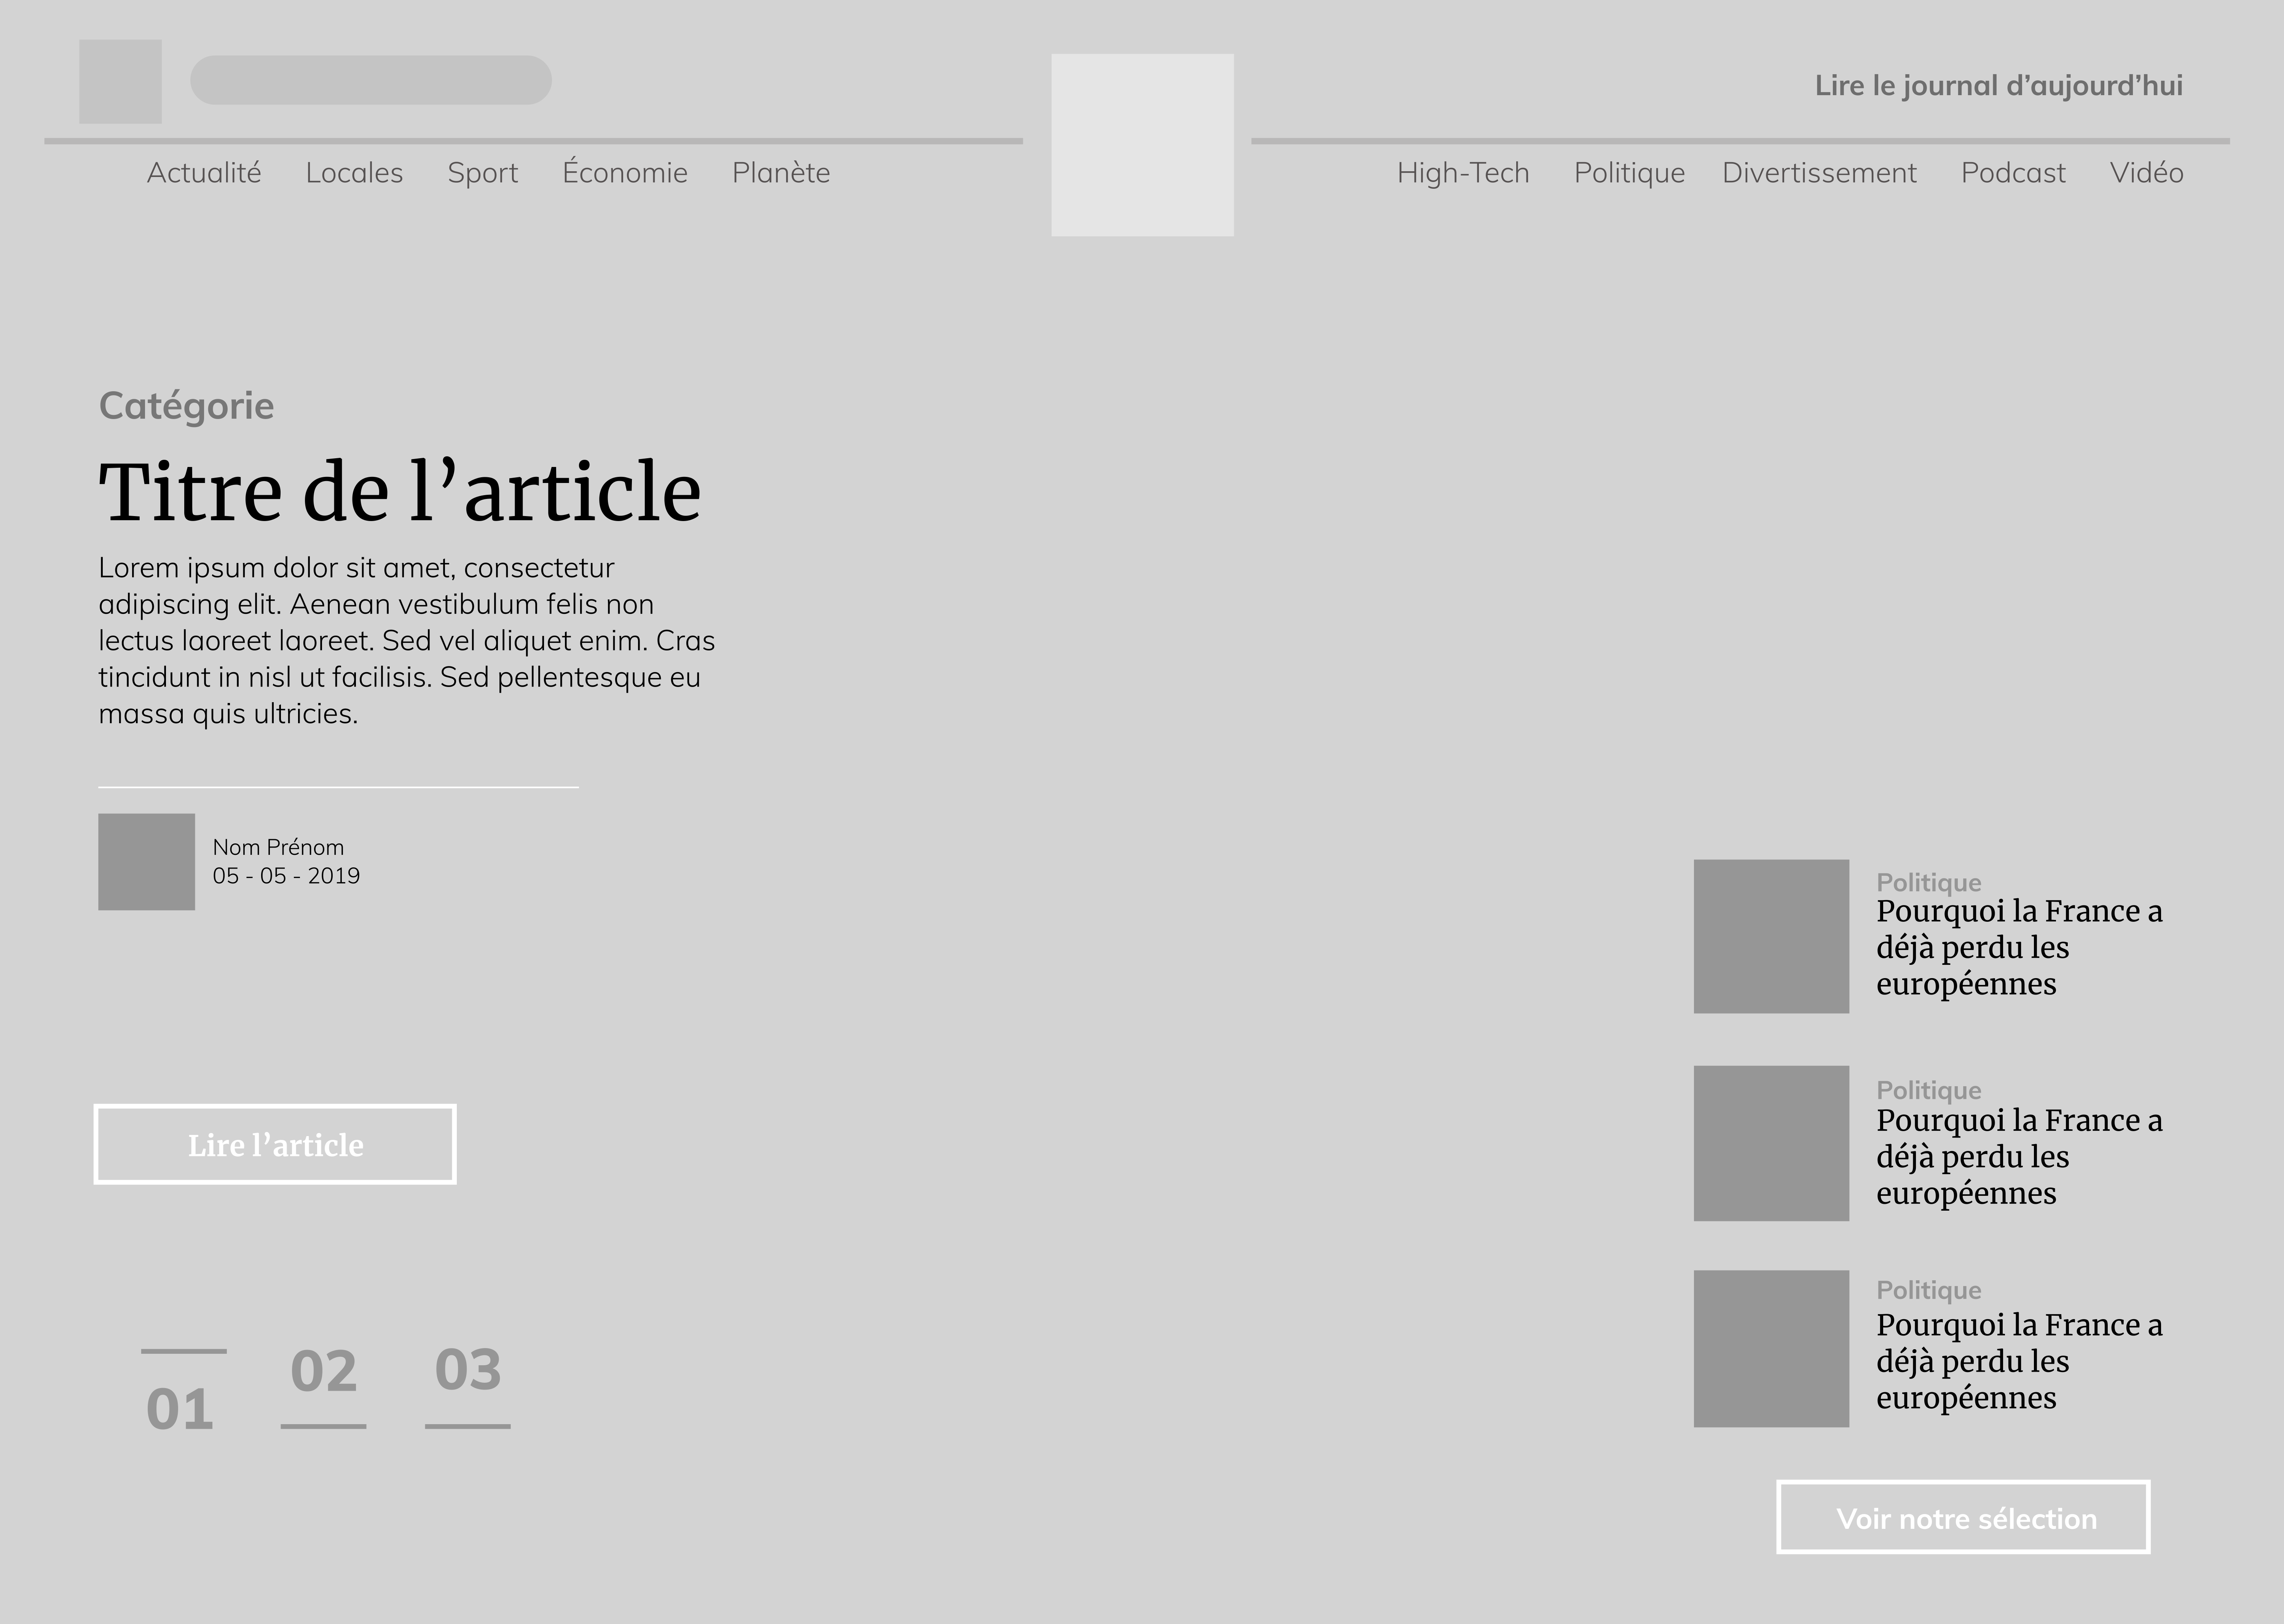 Lire le journal d’aujourd’hui
Actualité Locales Sport Économie Planète High-Tech Politique Divertissement Podcast Vidéo
Catégorie
Titre de l’article
Lorem ipsum dolor sit amet, consectetur
adipiscing elit. Aenean vestibulum felis non
lectus laoreet laoreet. Sed vel aliquet enim. Cras
tincidunt in nisl ut facilisis. Sed pellentesque eu
massa quis ultricies.
Nom Prénom
05 - 05 - 2019
Lire l’article
01 02 03
Politique
Pourquoi la France a
déjà perdu les
européennes
Politique
Pourquoi la France a
déjà perdu les
européennes
Politique
Pourquoi la France a
déjà perdu les
européennes
Voir notre sélection